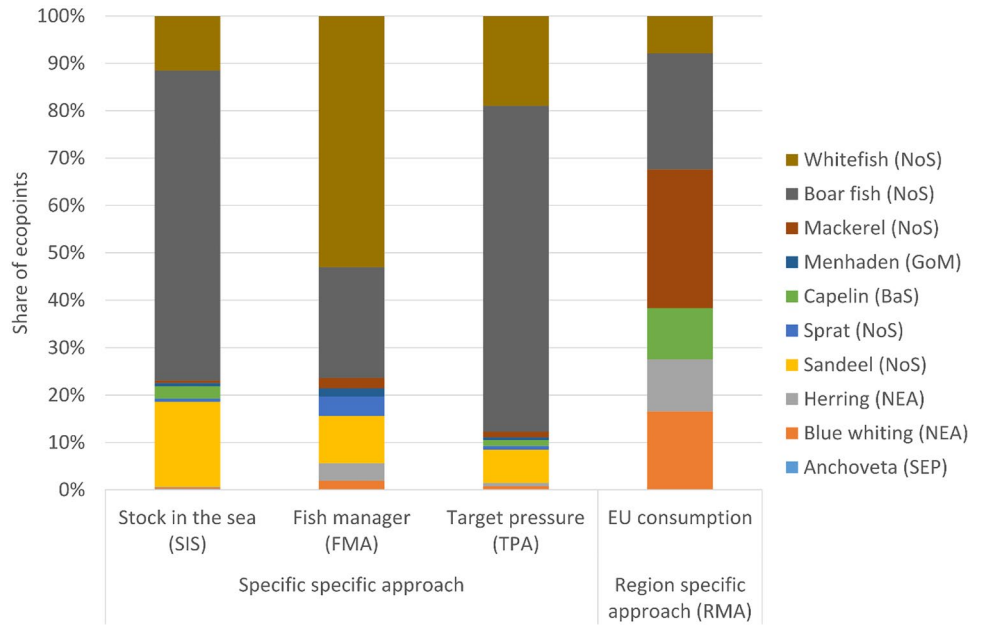 100%
90%
80%
70%
60%
50%
40%
30%
20%
10%
0%
Share of ecopoints
Stock in the sea
(SIS)
Fish manager
(FMA)
Target pressure
(TPA)
EU consumption
Specific specific approach
Region specific
approach (RMA)
Whitefish (NoS)
Boar fish (NoS)
Mackerel (NoS)
Menhaden (GoM)
Capelin (BaS)
Sprat (NoS)
Sandeel (NoS)
Herring (NEA)
Blue whiting (NEA)
Anchoveta (SEP)